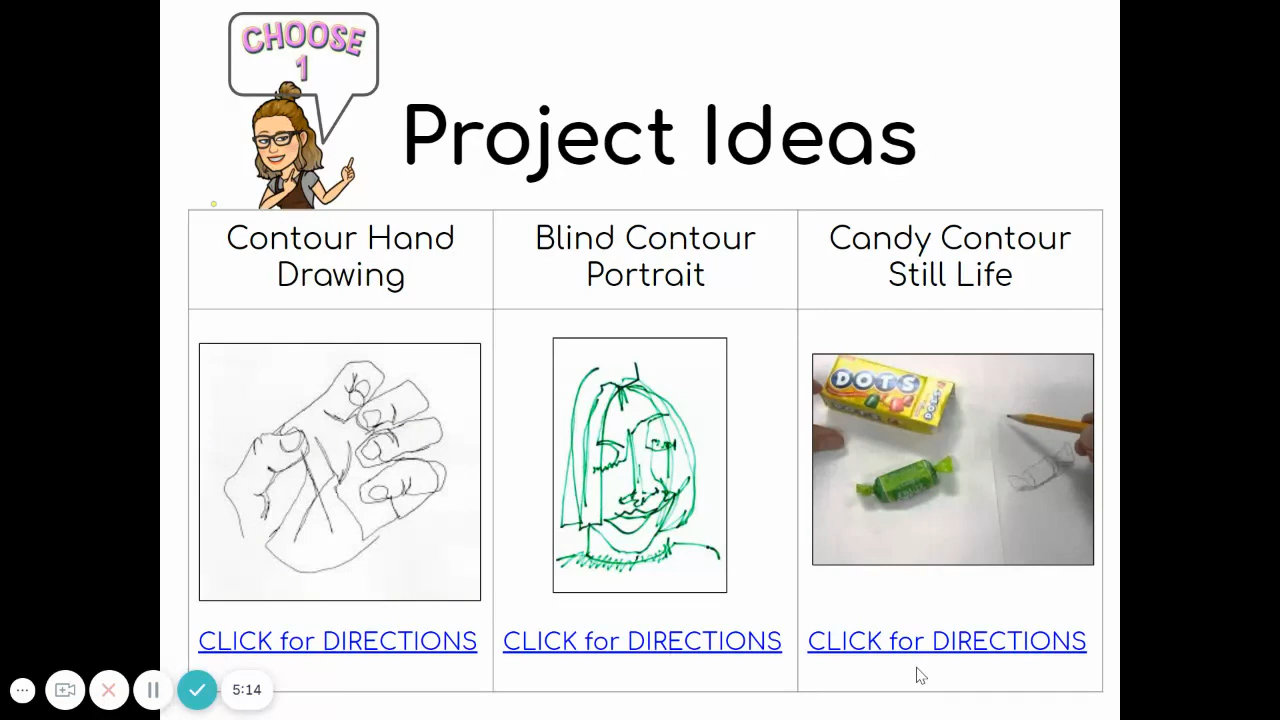 CHOOSE
1
Project Ideas
Contour Hand
Drawing
Blind Contour
Portrait
Candy Contour
Still Life
DOTS
DOTS
CLICK for DIRECTIONS
CLICK for DIRECTIONS
CLICK for DIRECTIONS
5:14